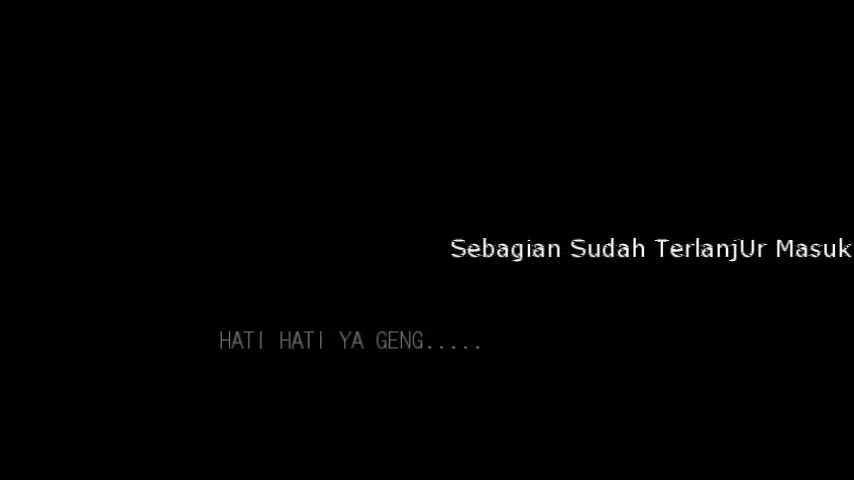 Sebagian Sudah TerlanjUr Masuk
HATI HATI YA GENG.....